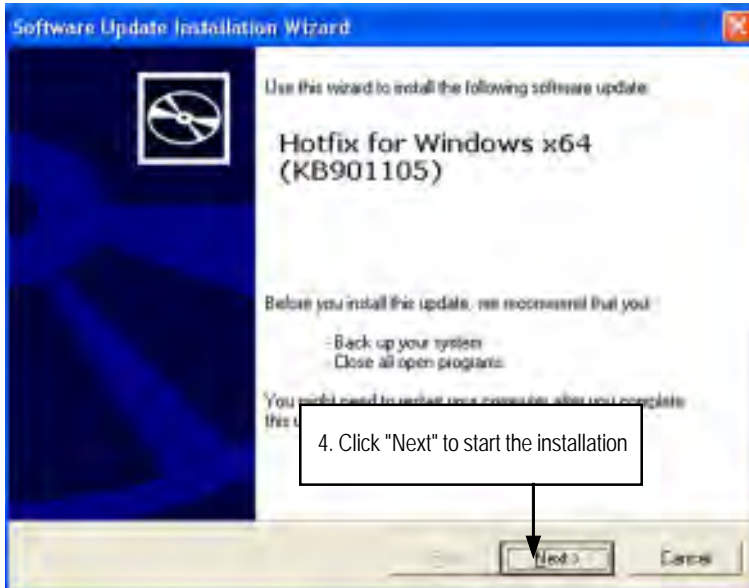 Software Update Installation Wizard
Use this wizard to install the following software update:
Hotfix for Windows x64
(KB901105)
Before you install this update, we recommend that you:
- Back up your system
- Close all open programs
You might need to restart your computer after you complete
this
4. Click "Next" to start the installation
Next >
Cancel